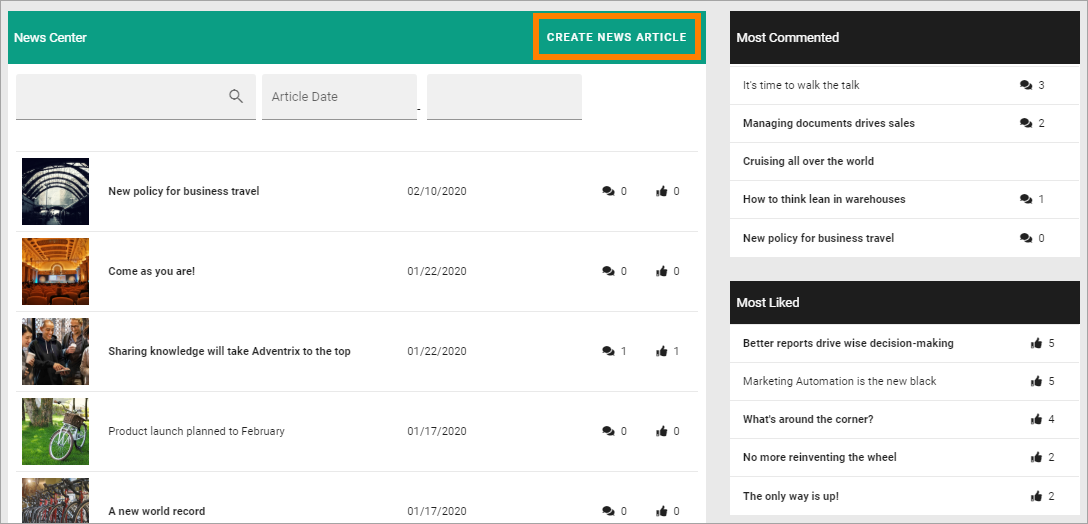 News Center
CREATE NEWS ARTICLE
Article Date
-
New policy for business travel 02/10/2020 0 0
Come as you are! 01/22/2020 0 0
Sharing knowledge will take Adventrix to the top 01/22/2020 1 1
Product launch planned to February 01/17/2020 0 0
A new world record 01/17/2020 0 0
Most Commented
It's time to walk the talk 3
Managing documents drives sales 2
Cruising all over the world
How to think lean in warehouses 1
New policy for business travel 0
Most Liked
Better reports drive wise decision-making 5
Marketing Automation is the new black 5
What's around the corner? 4
No more reinventing the wheel 2
The only way is up! 2